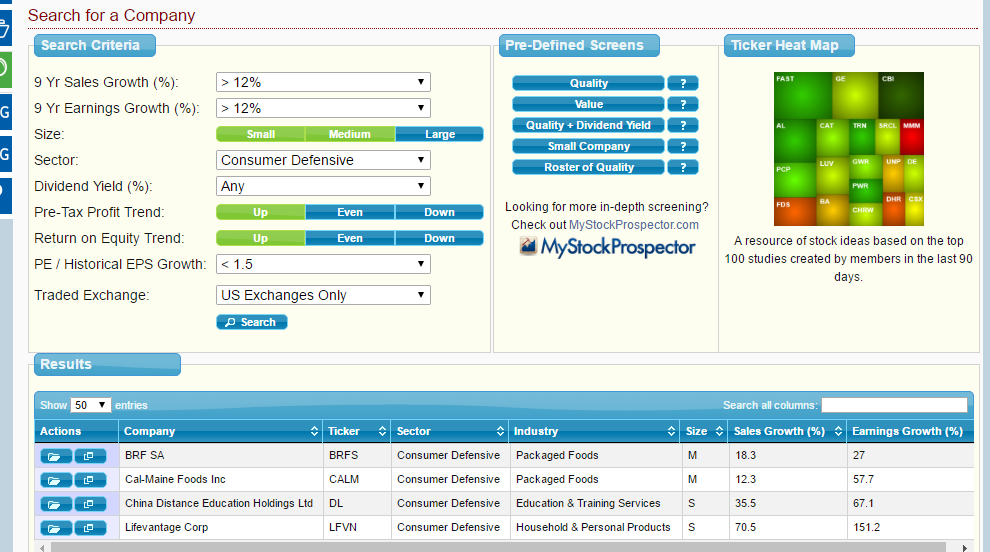 Search for a Company
Search Criteria
9 Yr Sales Growth (%): > 12%
9 Yr Earnings Growth (%): > 12%
Size: Small Medium Large
Sector: Consumer Defensive
Dividend Yield (%): Any
Pre-Tax Profit Trend: Up Even Down
Return on Equity Trend: Up Even Down
PE / Historical EPS Growth: < 1.5
Traded Exchange: US Exchanges Only
Search
Pre-Defined Screens
Quality ?
Value ?
Quality + Dividend Yield ?
Small Company ?
Roster of Quality ?
Looking for more in-depth screening?
Check out MyStockProspector.com
MyStockProspector
Ticker Heat Map
FAST GE CBI
AL CAT TRN SRCL MMM
PCP LUV GWR UNP DE
PWR
FDS BA CHRW DHR CSX
A resource of stock ideas based on the top
100 studies created by members in the last 90
days.
Results
Show 50 entries Search all columns:
Actions Company Ticker Sector Industry Size Sales Growth (%) Earnings Growth (%)
BRF SA BRFS Consumer Defensive Packaged Foods M 18.3 27
Cal-Maine Foods Inc CALM Consumer Defensive Packaged Foods M 12.3 57.7
China Distance Education Holdings Ltd DL Consumer Defensive Education & Training Services S 35.5 67.1
Lifevantage Corp LFVN Consumer Defensive Household & Personal Products S 70.5 151.2
G
G